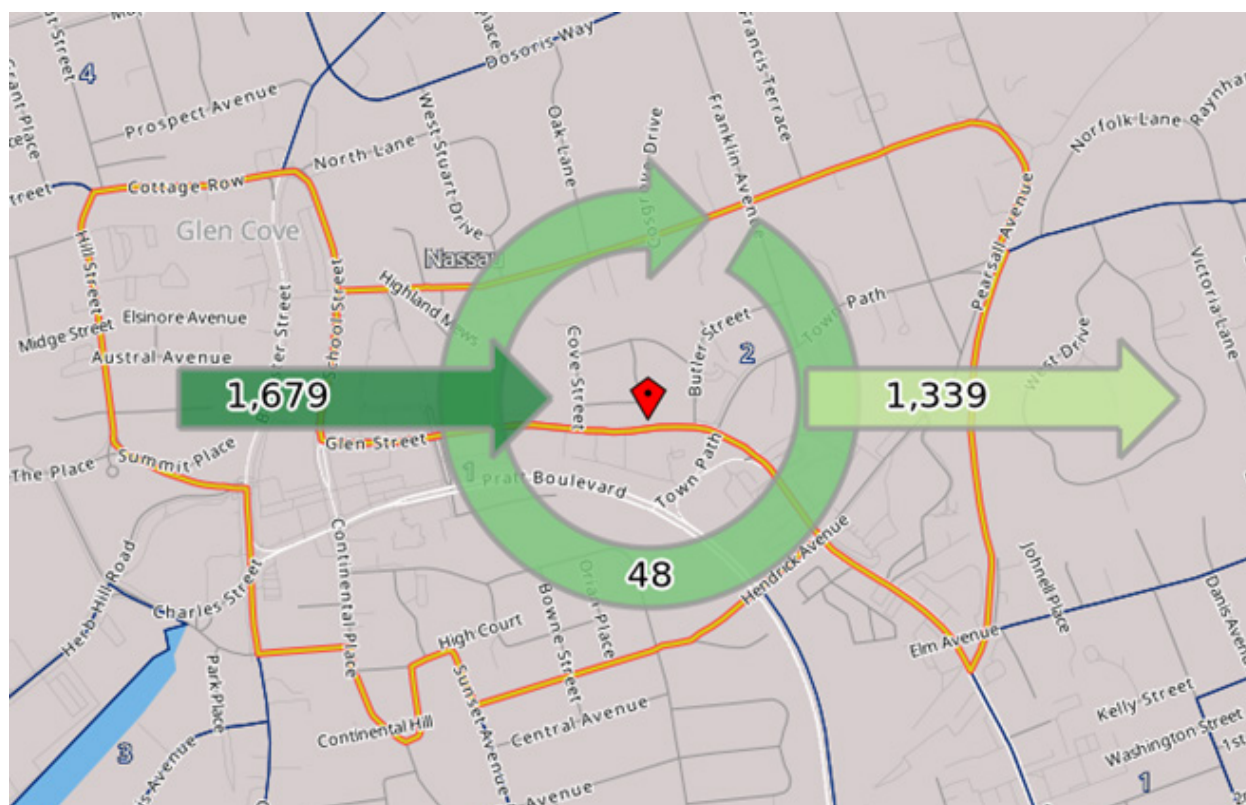 Dosoris Way
4
Prospect Avenue
North Lane
West Stuart Drive
Oak Lane
Franklin Avenue
Francis Terrace
Norfolk Lane
Cottage Row
Glen Cove
Nassau
Hill Street
School Street
Highland Mews
Pearsall Avenue
Victoria Lane
Elsinore Avenue
Midge Street
Austral Avenue
Cove Street
Butler Street
Town Path
2
West Drive
1,679
1,339
Glen Street
The Place
Summit Place
1
Pratt Boulevard
Town Path
Continental Place
48
Hendrick Avenue
Herb Hill Road
Charles Street
Bowne Street
Johnell Place
High Court
Elm Avenue
Park Place
Sunset Avenue
Continental Hill
Central Avenue
Kelly Street
Washington Street
3
1
Avenue